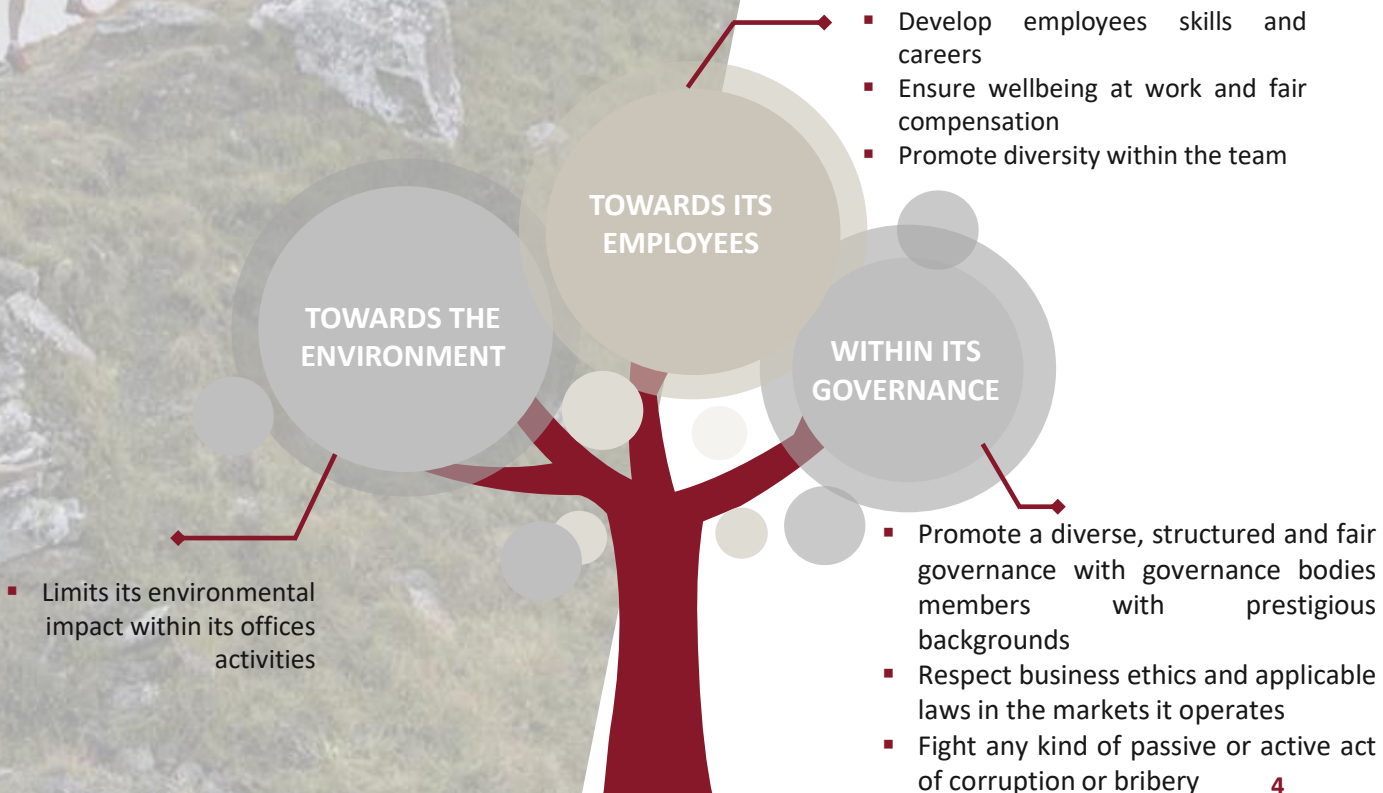 ▪ Develop employees skills and
careers
▪ Ensure wellbeing at work and fair
compensation
▪ Promote diversity within the team
TOWARDS ITS
EMPLOYEES
TOWARDS THE
ENVIRONMENT
WITHIN ITS
GOVERNANCE
▪ Limits its environmental
impact within its offices
activities
▪ Promote a diverse, structured and fair
governance with governance bodies
members with prestigious
backgrounds
▪ Respect business ethics and applicable
laws in the markets it operates
▪ Fight any kind of passive or active act
of corruption or bribery
4